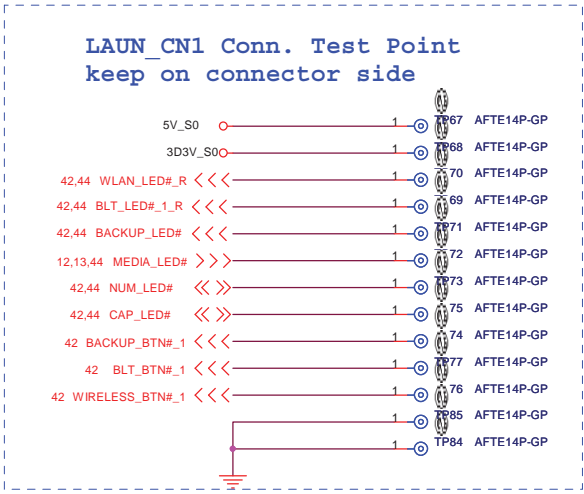 LAUN_CN1 Conn. Test Point
keep on connector side
5V_S0 1 TP67 AFTE14P-GP
3D3V_S0 1 TP68 AFTE14P-GP
42,44 WLAN_LED#_R 1 70 AFTE14P-GP
42,44 BLT_LED#_1_R 1 69 AFTE14P-GP
42,44 BACKUP_LED# 1 TP71 AFTE14P-GP
12,13,44 MEDIA_LED# 1 72 AFTE14P-GP
42,44 NUM_LED# 1 TP73 AFTE14P-GP
42,44 CAP_LED# 1 75 AFTE14P-GP
42 BACKUP_BTN#_1 1 74 AFTE14P-GP
42 BLT_BTN#_1 1 TP77 AFTE14P-GP
42 WIRELESS_BTN#_1 1 76 AFTE14P-GP
1 TP85 AFTE14P-GP
1 TP84 AFTE14P-GP